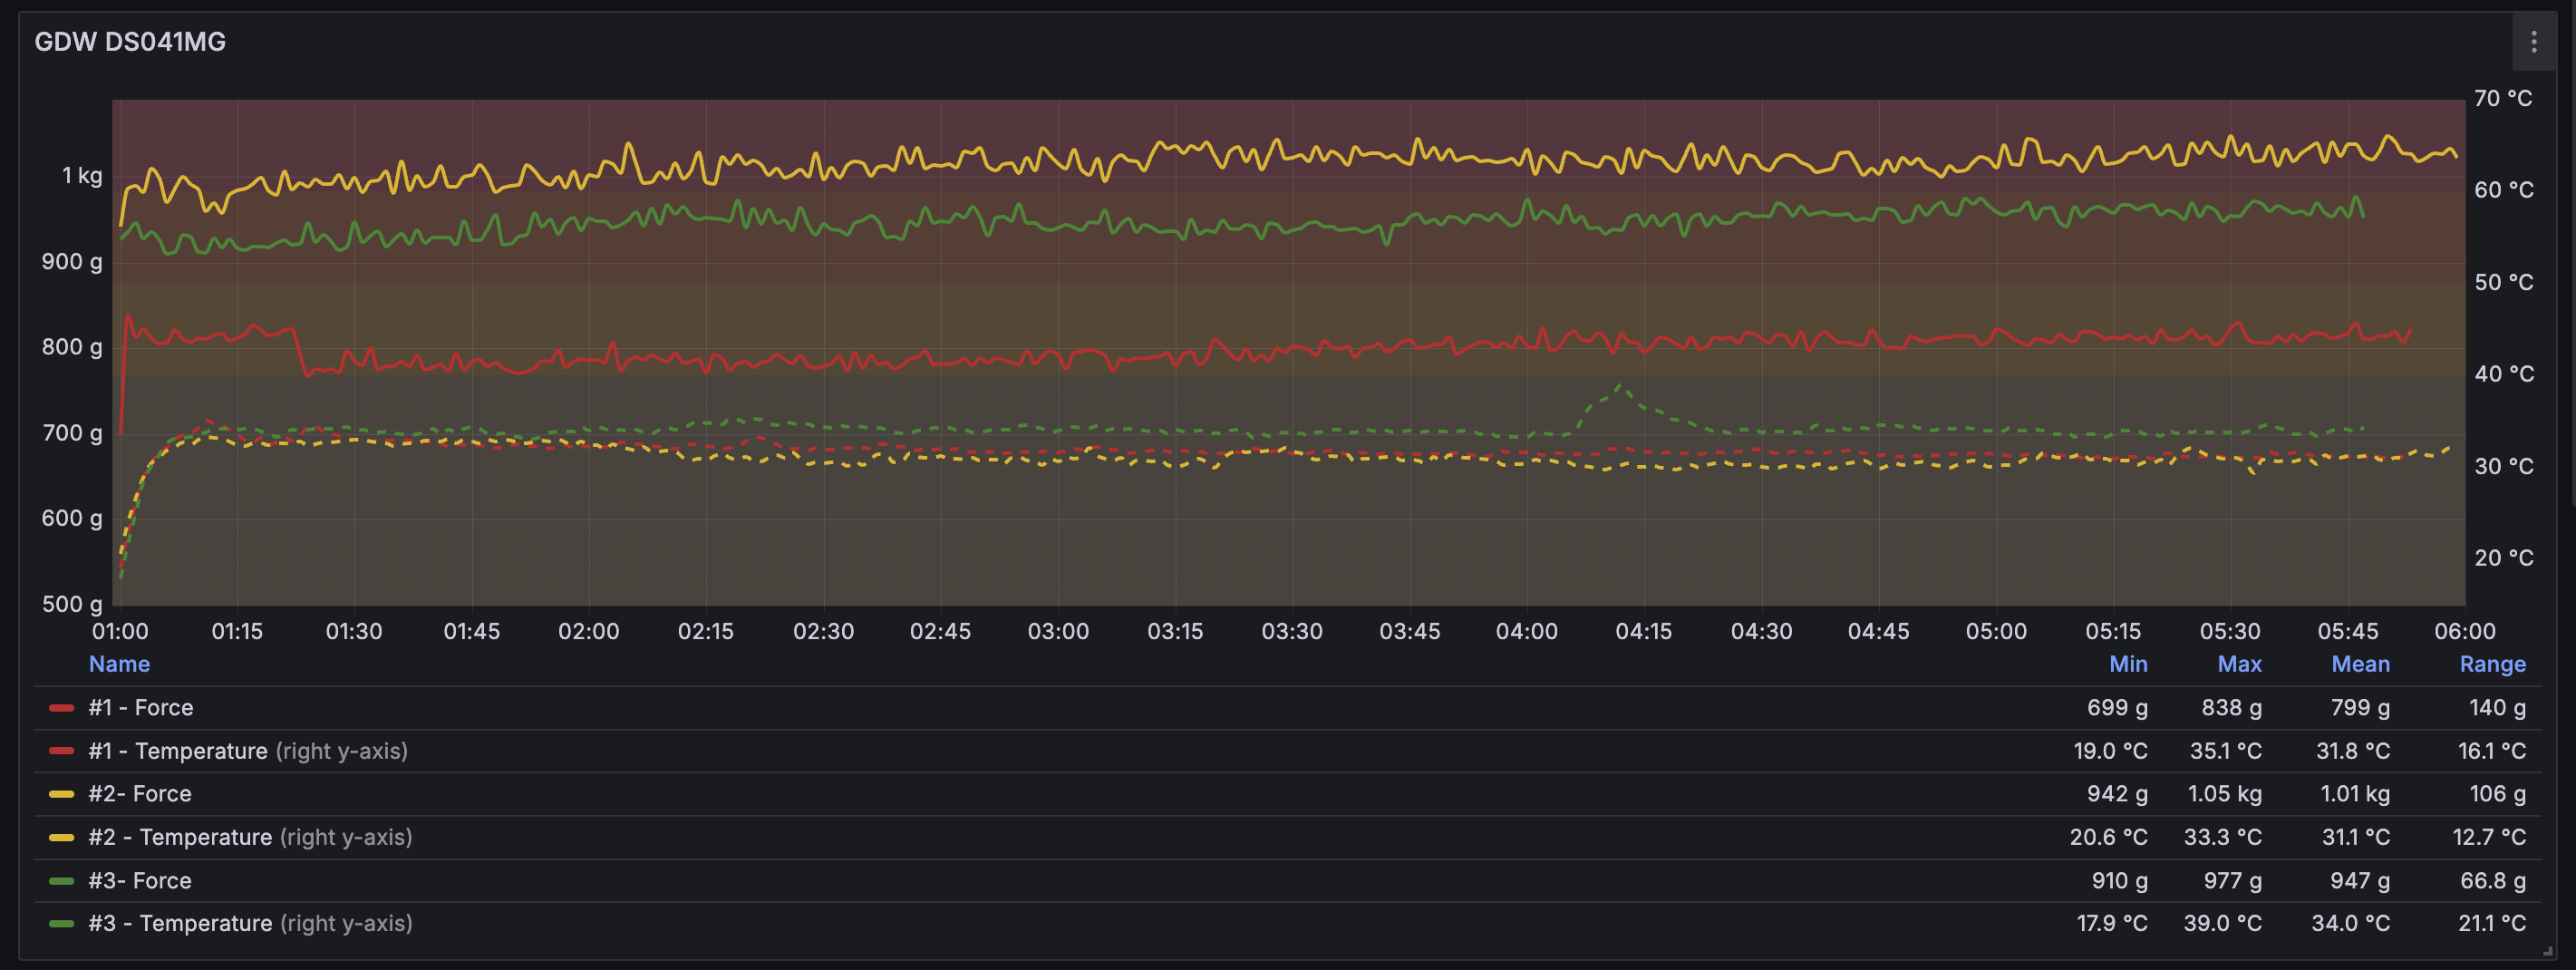 GDW DS041MG
70 °C
1 kg
60 °C
900 g
50 °C
800 g
40 °C
700 g
30 °C
600 g
20 °C
500 g
01:00 01:15 01:30 01:45 02:00 02:15 02:30 02:45 03:00 03:15 03:30 03:45 04:00 04:15 04:30 04:45 05:00 05:15 05:30 05:45 06:00
Name Min Max Mean Range
#1 - Force 699 g 838 g 799 g 140 g
#1 - Temperature (right y-axis) 19.0 °C 35.1 °C 31.8 °C 16.1 °C
#2- Force 942 g 1.05 kg 1.01 kg 106 g
#2 - Temperature (right y-axis) 20.6 °C 33.3 °C 31.1 °C 12.7 °C
#3- Force 910 g 977 g 947 g 66.8 g
#3 - Temperature (right y-axis) 17.9 °C 39.0 °C 34.0 °C 21.1 °C